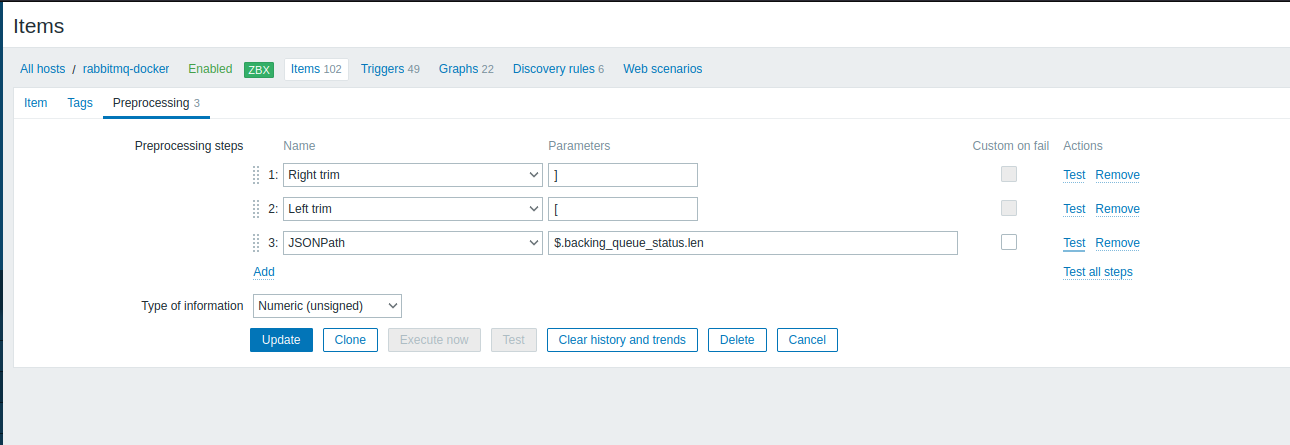 Items
All hosts / rabbitmq-docker Enabled ZBX Items 102 Triggers 49 Graphs 22 Discovery rules 6 Web scenarios
Item Tags Preprocessing 3
Preprocessing steps Name Parameters Custom on fail Actions
1: Right trim ] Test Remove
2: Left trim [ Test Remove
3: JSONPath $.backing_queue_status.len Test Remove
Add Test all steps
Type of information Numeric (unsigned)
Update Clone Execute now Test Clear history and trends Delete Cancel